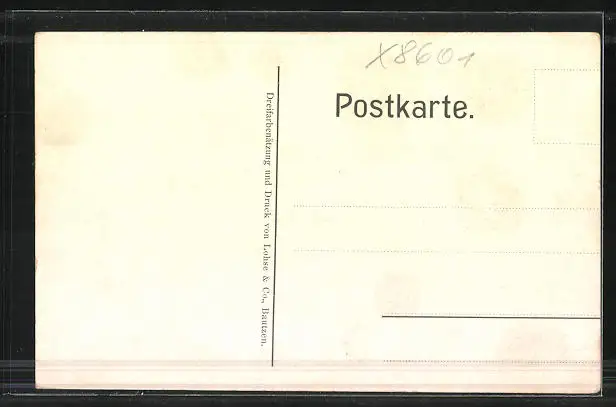 X8601
Postkarte.
Dreifarbenätzung und Druck von Lohse & Co., Bautzen.